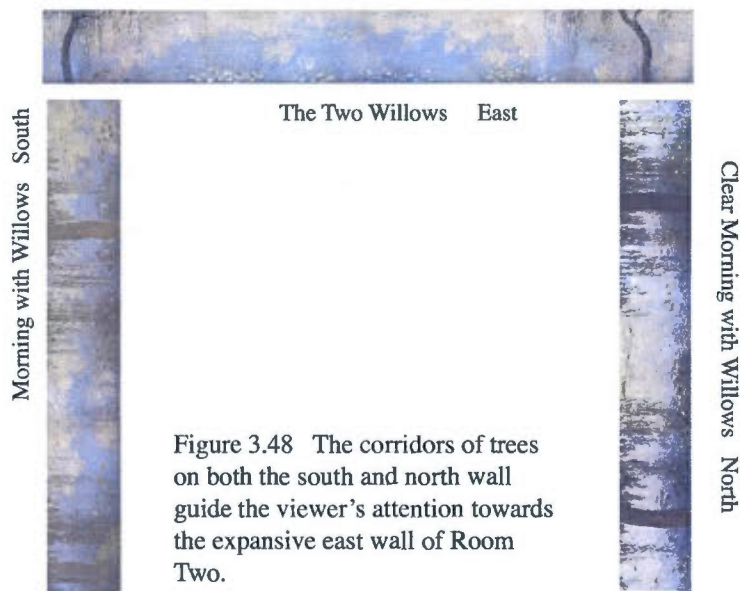 The Two Willows East
Morning with Willows South
Clear Morning with Willows North
Figure 3.48 The corridors of trees
on both the south and north wall
guide the viewer's attention towards
the expansive east wall of Room
Two.